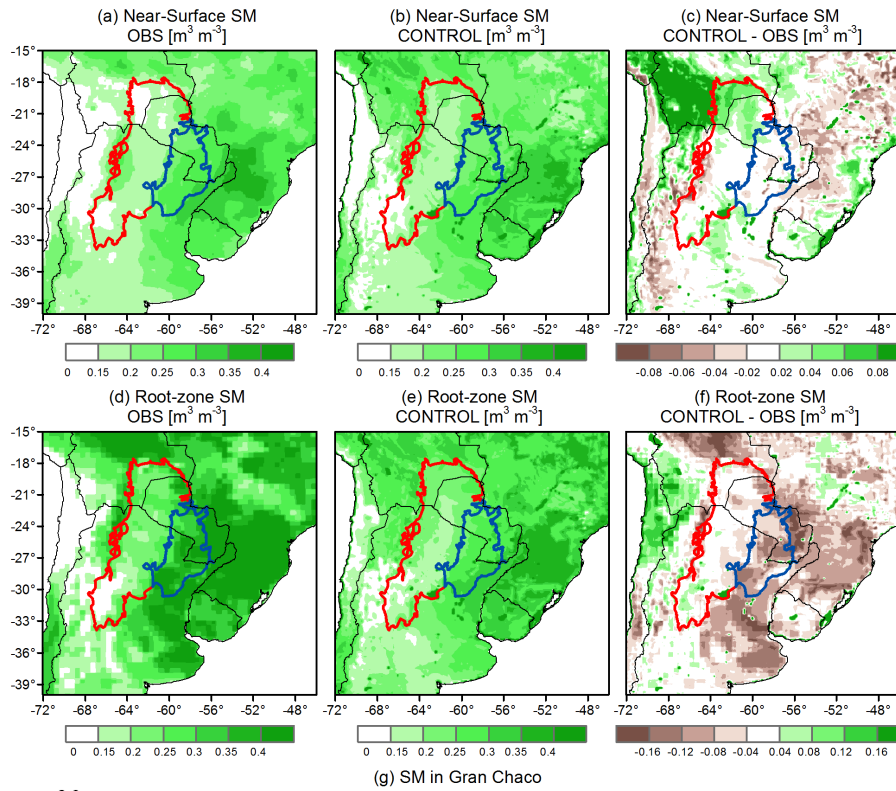 (a) Near-Surface SM
OBS [m³ m⁻³]
(b) Near-Surface SM
CONTROL [m³ m⁻³]
(c) Near-Surface SM
CONTROL - OBS [m³ m⁻³]
-15°
-18°
-21°
-24°
-27°
-30°
-33°
-36°
-39°
-72 -68 -64 -60 -56 -52 -48
-72 -68 -64 -60 -56 -52 -48
-72 -68 -64 -60 -56 -52 -48
0 0.15 0.25 0.3 0.35 0.4
0 0.15 0.25 0.3 0.35 0.4
-0.08 -0.06 -0.04 -0.02 0.02 0.04 0.06 0.08
(d) Root-zone SM
OBS [m³ m⁻³]
(e) Root-zone SM
CONTROL [m³ m⁻³]
(f) Root-zone SM
CONTROL - OBS [m³ m⁻³]
-15°
-18°
-21°
-24°
-27°
-30°
-33°
-36°
-39°
-72 -68 -64 -60 -56 -52 -48
-72 -68 -64 -60 -56 -52 -48
-72 -68 -64 -60 -56 -52 -48
0 0.15 0.25 0.3 0.35 0.4
0 0.15 0.25 0.3 0.35 0.4
-0.16 -0.12 -0.08 -0.04 0.04 0.08 0.12 0.16
(g) SM in Gran Chaco